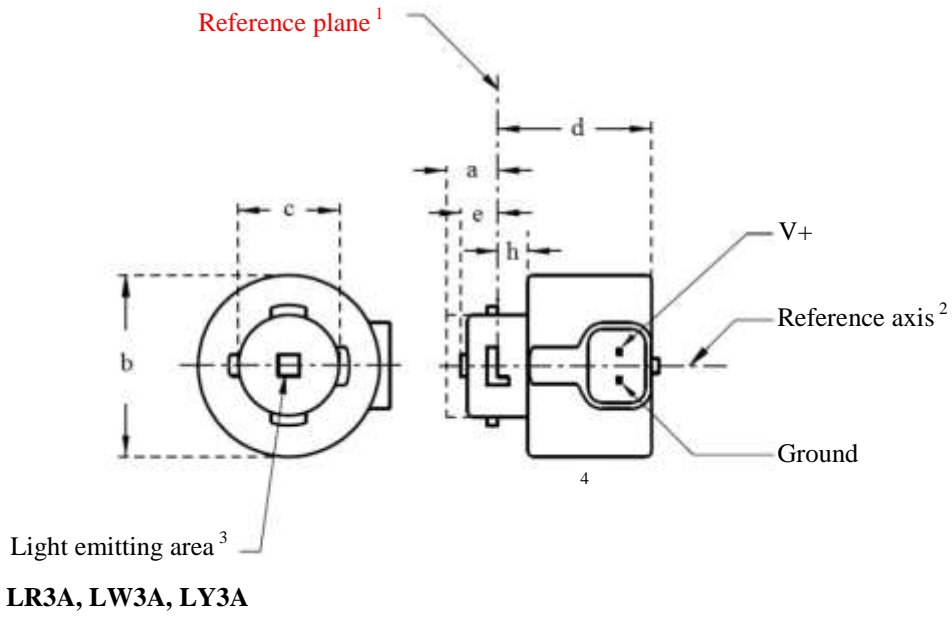 Reference plane 1
d
a
c
e
V+
h
Reference axis 2
b
L
Ground
4
Light emitting area 3
LR3A, LW3A, LY3A